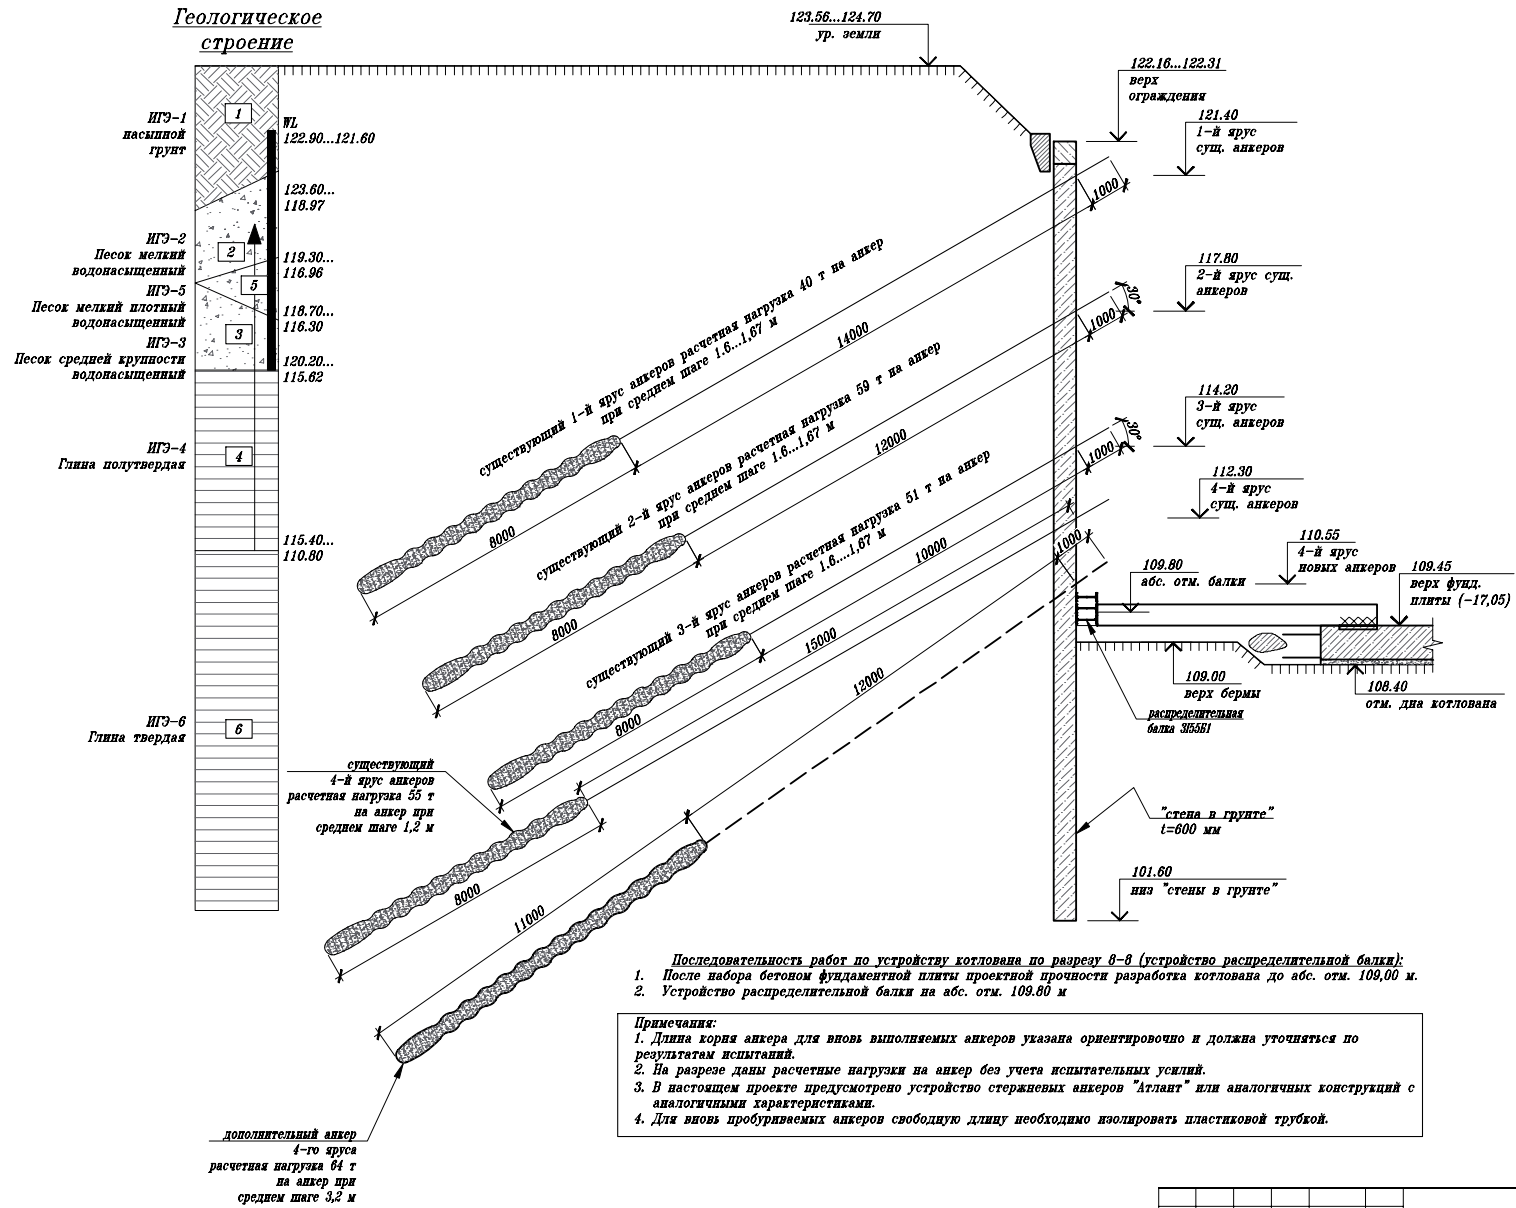 Геологическое
строение
123.56...124.70
ур. земли
122.16...122.31
верх
ограждения
121.40
1-й ярус
сущ. анкеров
117.80
2-й ярус сущ.
анкеров
114.20
3-й ярус
сущ. анкеров
112.30
4-й ярус
сущ. анкеров
110.55
4-й ярус
новых анкеров
109.80
абс. отм. балки
109.45
верх фунд.
плиты (-17,05)
109.00
верх бермы
108.40
отм. дна котлована
распределительная
балка 3I55Б1
"стена в грунте"
t=600 мм
101.60
низ "стены в грунте"
ИГЭ-1
насыпной
грунт
1
WL
122.90...121.60
123.60...
118.97
ИГЭ-2
Песок мелкий
водонасыщенный
2
119.30...
116.96
ИГЭ-5
Песок мелкий плотный
водонасыщенный
5
118.70...
116.30
ИГЭ-3
Песок средней крупности
водонасыщенный
3
120.20...
115.62
ИГЭ-4
Глина полутвердая
4
115.40...
110.80
ИГЭ-6
Глина твердая
6
существующий 1-й ярус анкеров расчетная нагрузка 40 т на анкер
при среднем шаге 1.6...1,67 м
14000
1000
8000
существующий 2-й ярус анкеров расчетная нагрузка 59 т на анкер
при среднем шаге 1.6...1,67 м
12000
1000
30°
8000
существующий 3-й ярус анкеров расчетная нагрузка 51 т на анкер
при среднем шаге 1.6....1,67 м
10000
1000
30°
8000
15000
1000
12000
существующий
4-й ярус анкеров
расчетная нагрузка 55 т
на анкер при
среднем шаге 1,2 м
8000
11000
дополнительный анкер
4-го яруса
расчетная нагрузка 64 т
на анкер при
среднем шаге 3,2 м
Последовательность работ по устройству котлована по разрезу 8-8 (устройство распределительной балки):
1. После набора бетоном фундаментной плиты проектной прочности разработка котлована до абс. отм. 109,00 м.
2. Устройство распределительной балки на абс. отм. 109.80 м
Примечания:
1. Длина корня анкера для вновь выполняемых анкеров указана ориентировочно и должна уточняться по
результатам испытаний.
2. На разрезе даны расчетные нагрузки на анкер без учета испытательных усилий.
3. В настоящем проекте предусмотрено устройство стержневых анкеров "Атлант" или аналогичных конструкций с
аналогичными характеристиками.
4. Для вновь пробуриваемых анкеров свободную длину необходимо изолировать пластиковой трубкой.